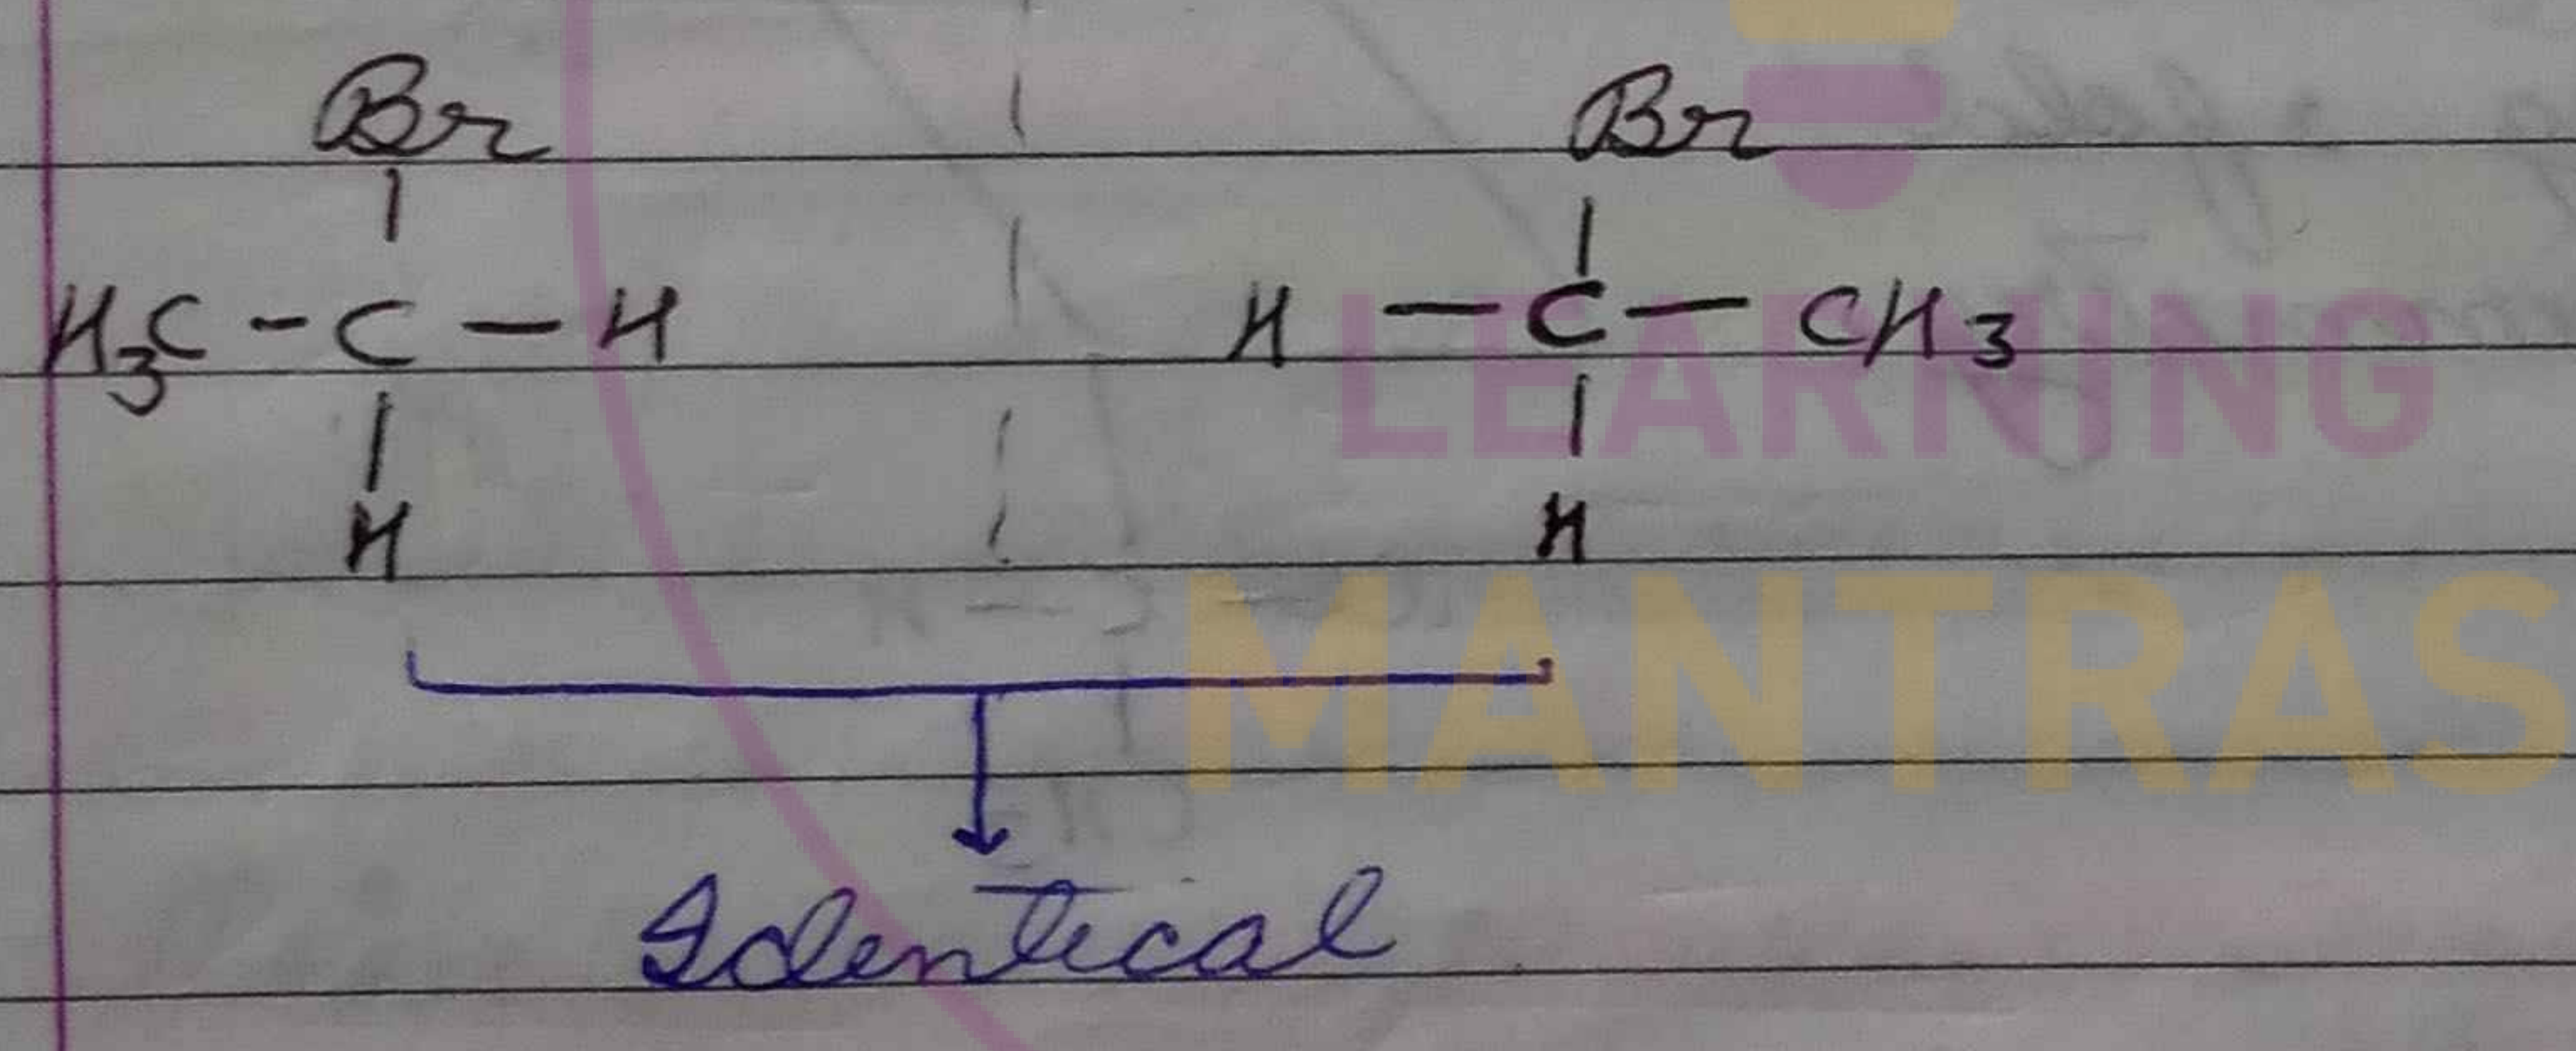 Br Br
H3C - C - H H - C - CH3
H H
Identical
LEARNING
MANTRAS